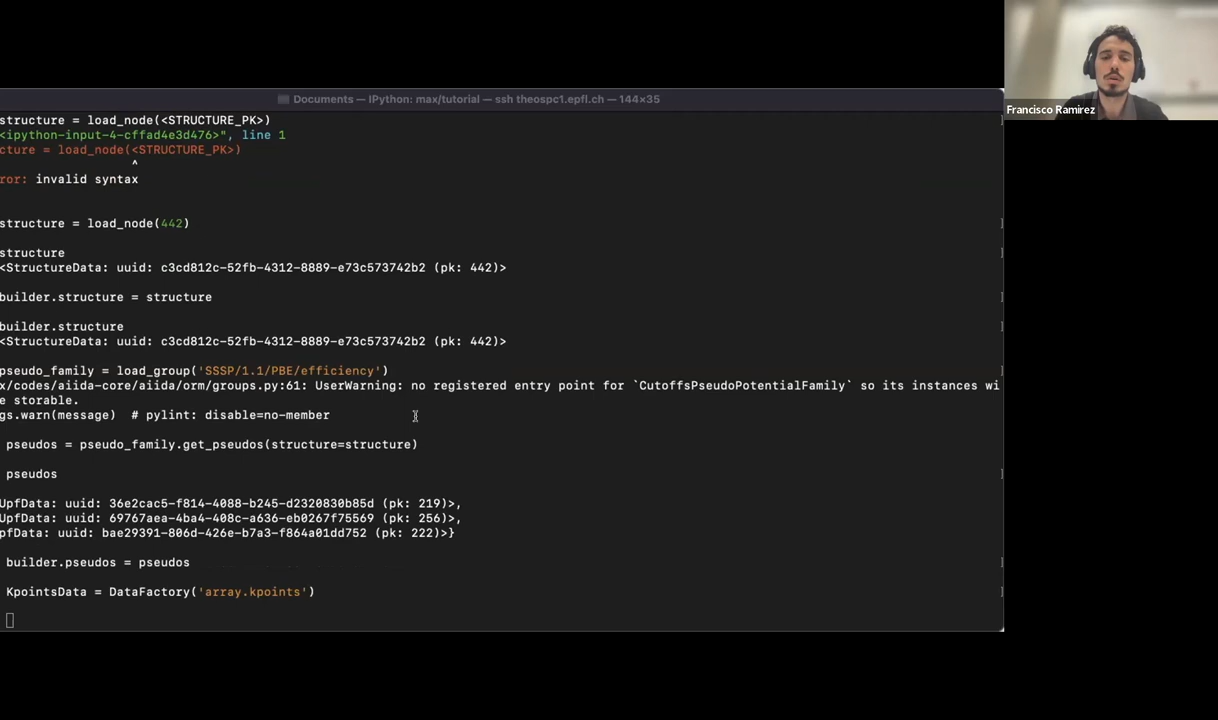 Documents — IPython: max/tutorial — ssh theospc1.epfl.ch — 144×35
Francisco Ramirez
structure = load_node(<STRUCTURE_PK>)
<ipython-input-4-cffad4e3d476>", line 1
cture = load_node(<STRUCTURE_PK>)
^
ror: invalid syntax
structure = load_node(442)
structure
<StructureData: uuid: c3cd812c-52fb-4312-8889-e73c573742b2 (pk: 442)>
builder.structure = structure
builder.structure
<StructureData: uuid: c3cd812c-52fb-4312-8889-e73c573742b2 (pk: 442)>
pseudo_family = load_group('SSSP/1.1/PBE/efficiency')
x/codes/aiida-core/aiida/orm/groups.py:61: UserWarning: no registered entry point for `CutoffsPseudoPotentialFamily` so its instances wi
e storable.
gs.warn(message)  # pylint: disable=no-member
pseudos = pseudo_family.get_pseudos(structure=structure)
pseudos
UpfData: uuid: 36e2cac5-f814-4088-b245-d2320830b85d (pk: 219)>,
UpfData: uuid: 69767aea-4ba4-408c-a636-eb0267f75569 (pk: 256)>,
pfData: uuid: bae29391-806d-426e-b7a3-f864a01dd752 (pk: 222)>}
builder.pseudos = pseudos
KpointsData = DataFactory('array.kpoints')